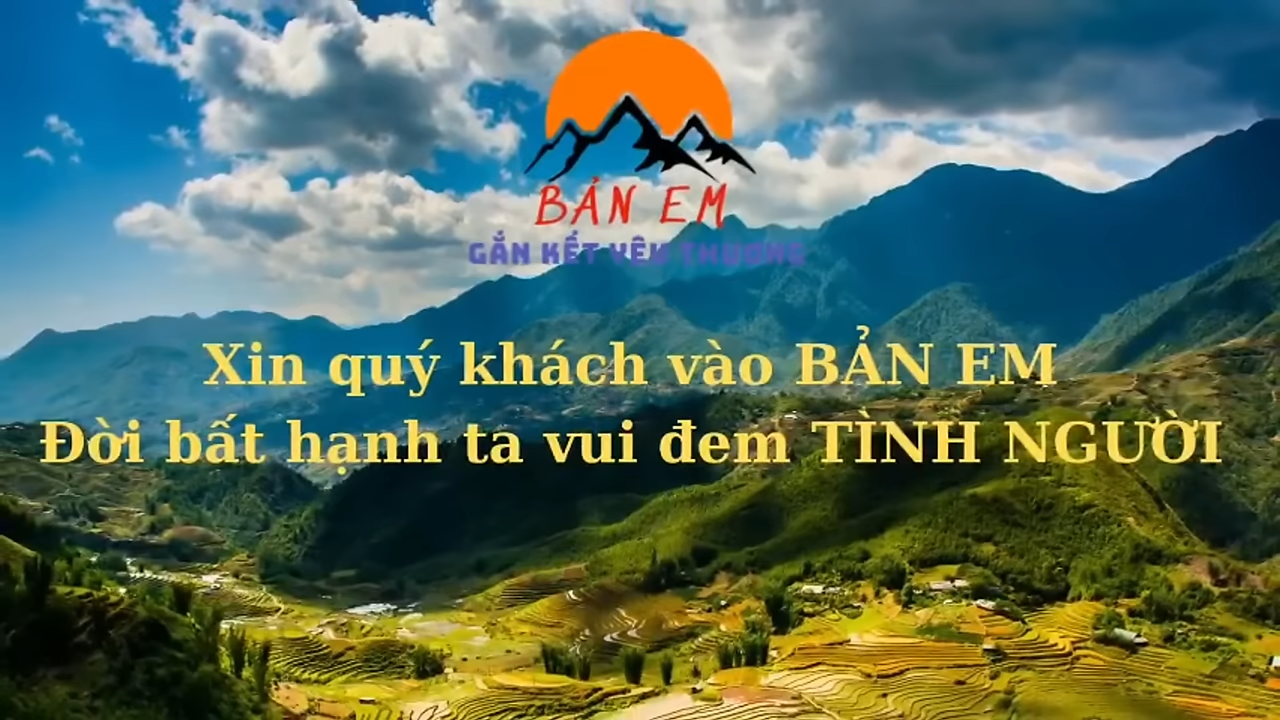 BẢN EM
GẮN KẾT YÊU THƯƠNG
Xin quý khách vào BẢN EM
Đời bất hạnh ta vui đem TÌNH NGƯỜI